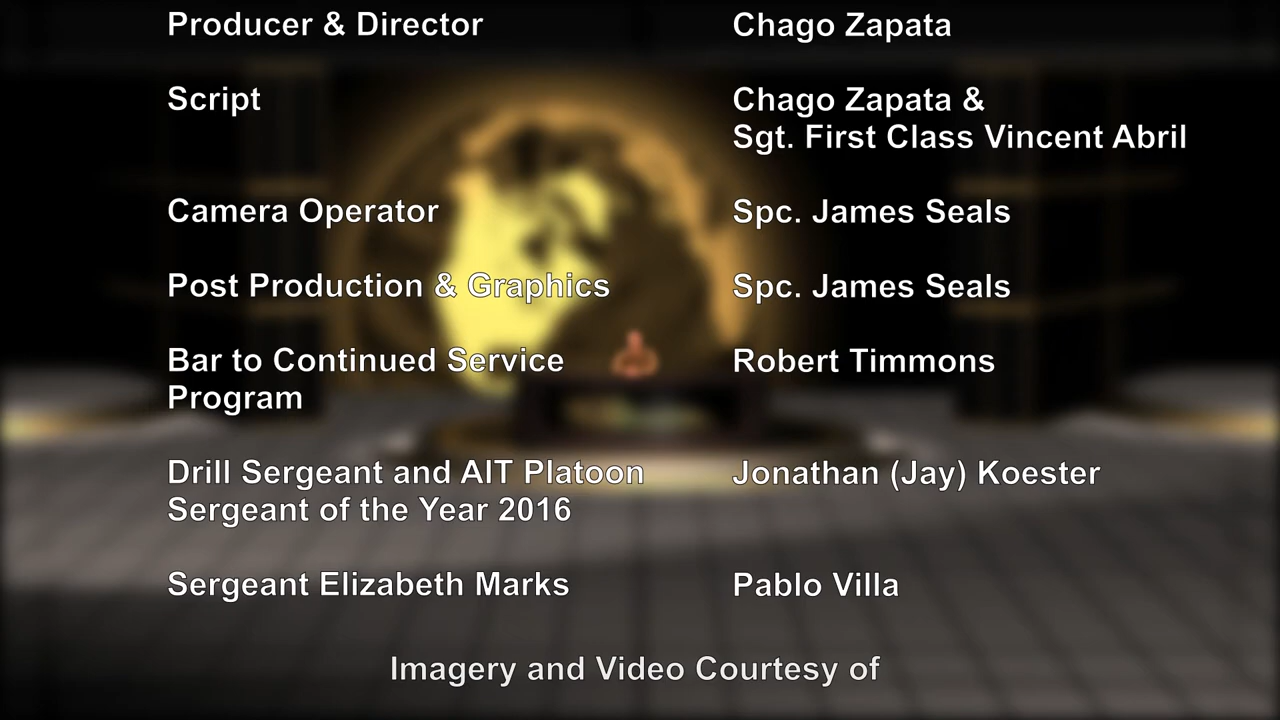 Producer & Director Chago Zapata
Script Chago Zapata &
Sgt. First Class Vincent Abril
Camera Operator Spc. James Seals
Post Production & Graphics Spc. James Seals
Bar to Continued Service Robert Timmons
Program
Drill Sergeant and AIT Platoon Jonathan (Jay) Koester
Sergeant of the Year 2016
Sergeant Elizabeth Marks Pablo Villa
Imagery and Video Courtesy of